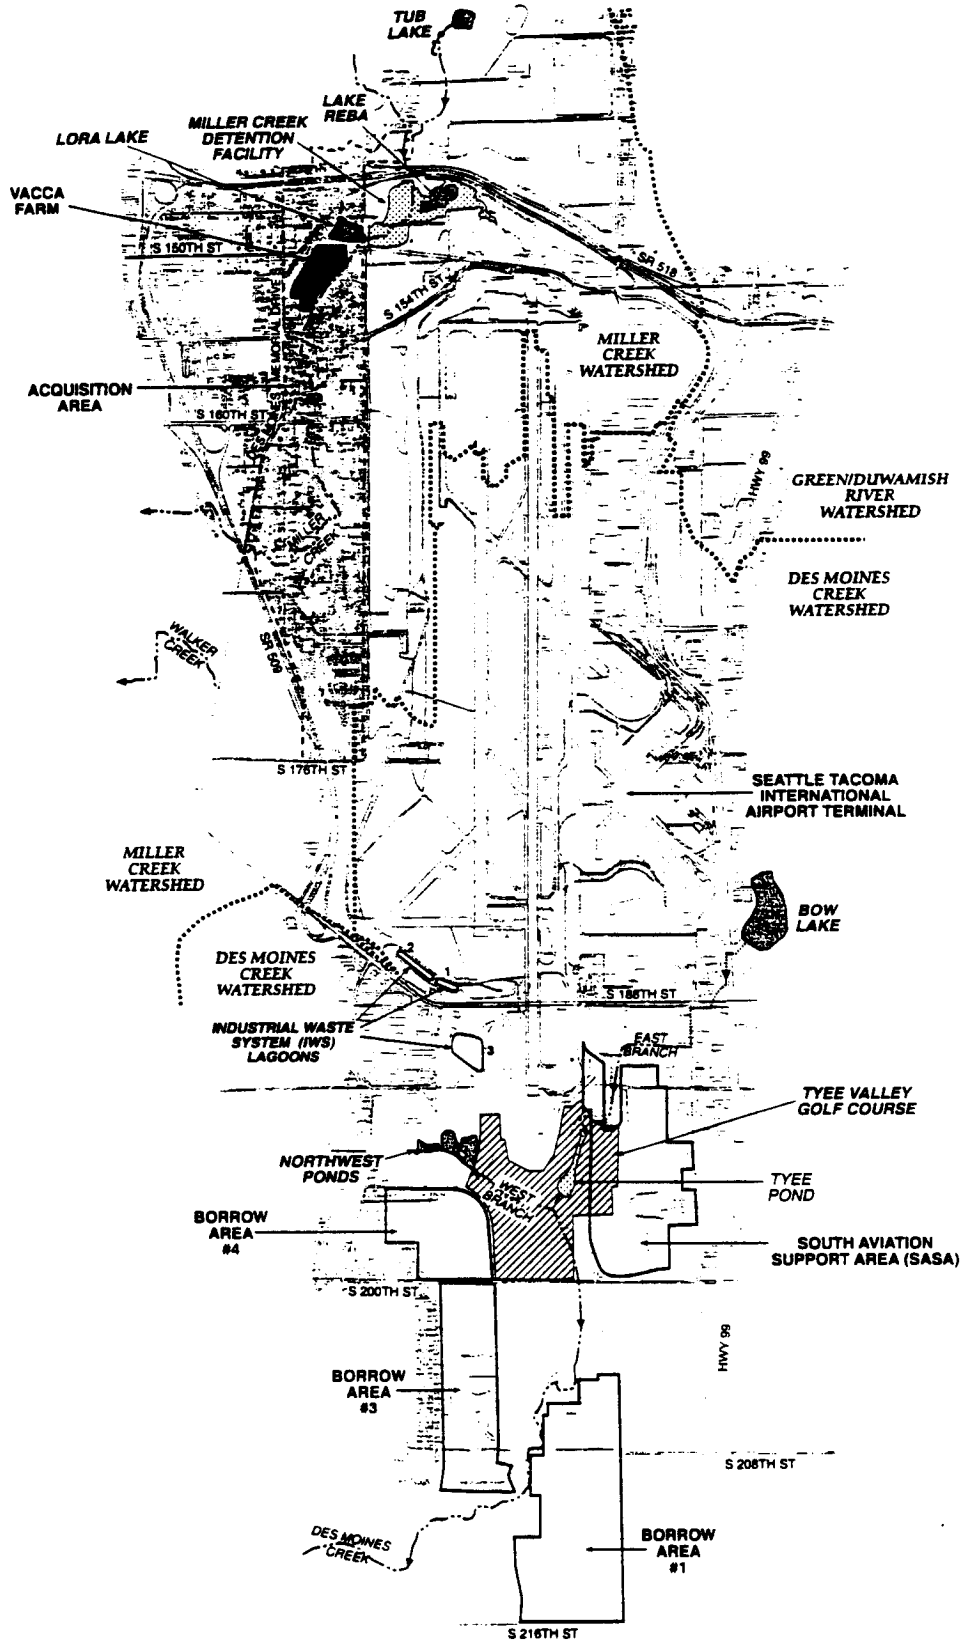 TUB
LAKE
LAKE
REBA
MILLER CREEK
DETENTION
FACILITY
LORA LAKE
VACCA
FARM
S 150TH ST
SR 518
S 154TH ST
MILLER
CREEK
WATERSHED
ACQUISITION
AREA
S 160TH ST
HWY 99
GREEN/DUWAMISH
RIVER
WATERSHED
MILLER
CREEK
DES MOINES
CREEK
WATERSHED
WALKER
CREEK
SR 509
S 176TH ST
SEATTLE TACOMA
INTERNATIONAL
AIRPORT TERMINAL
MILLER
CREEK
WATERSHED
BOW
LAKE
DES MOINES
CREEK
WATERSHED
2
1
S 188TH ST
INDUSTRIAL WASTE
SYSTEM (IWS)
LAGOONS
3
EAST
BRANCH
TYEE VALLEY
GOLF COURSE
NORTHWEST
PONDS
WEST
BRANCH
TYEE
POND
BORROW
AREA
#4
SOUTH AVIATION
SUPPORT AREA (SASA)
S 200TH ST
HWY 99
BORROW
AREA
#3
S 208TH ST
DES MOINES
CREEK
BORROW
AREA
#1
S 216TH ST